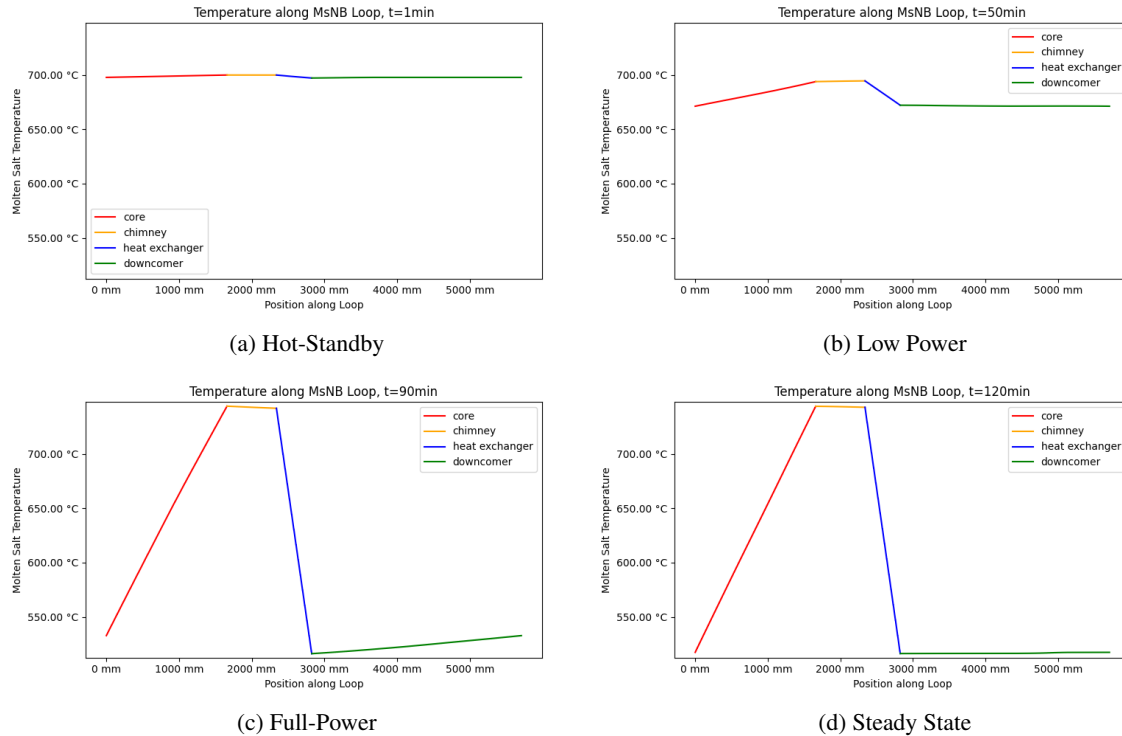 Temperature along MsNB Loop, t=1min
Molten Salt Temperature
700.00 °C
650.00 °C
600.00 °C
550.00 °C
core
chimney
heat exchanger
downcomer
0 mm 1000 mm 2000 mm 3000 mm 4000 mm 5000 mm
Position along Loop
(a) Hot-Standby
Temperature along MsNB Loop, t=50min
Molten Salt Temperature
700.00 °C
650.00 °C
600.00 °C
550.00 °C
core
chimney
heat exchanger
downcomer
0 mm 1000 mm 2000 mm 3000 mm 4000 mm 5000 mm
Position along Loop
(b) Low Power
Temperature along MsNB Loop, t=90min
Molten Salt Temperature
700.00 °C
650.00 °C
600.00 °C
550.00 °C
core
chimney
heat exchanger
downcomer
0 mm 1000 mm 2000 mm 3000 mm 4000 mm 5000 mm
Position along Loop
(c) Full-Power
Temperature along MsNB Loop, t=120min
Molten Salt Temperature
700.00 °C
650.00 °C
600.00 °C
550.00 °C
core
chimney
heat exchanger
downcomer
0 mm 1000 mm 2000 mm 3000 mm 4000 mm 5000 mm
Position along Loop
(d) Steady State